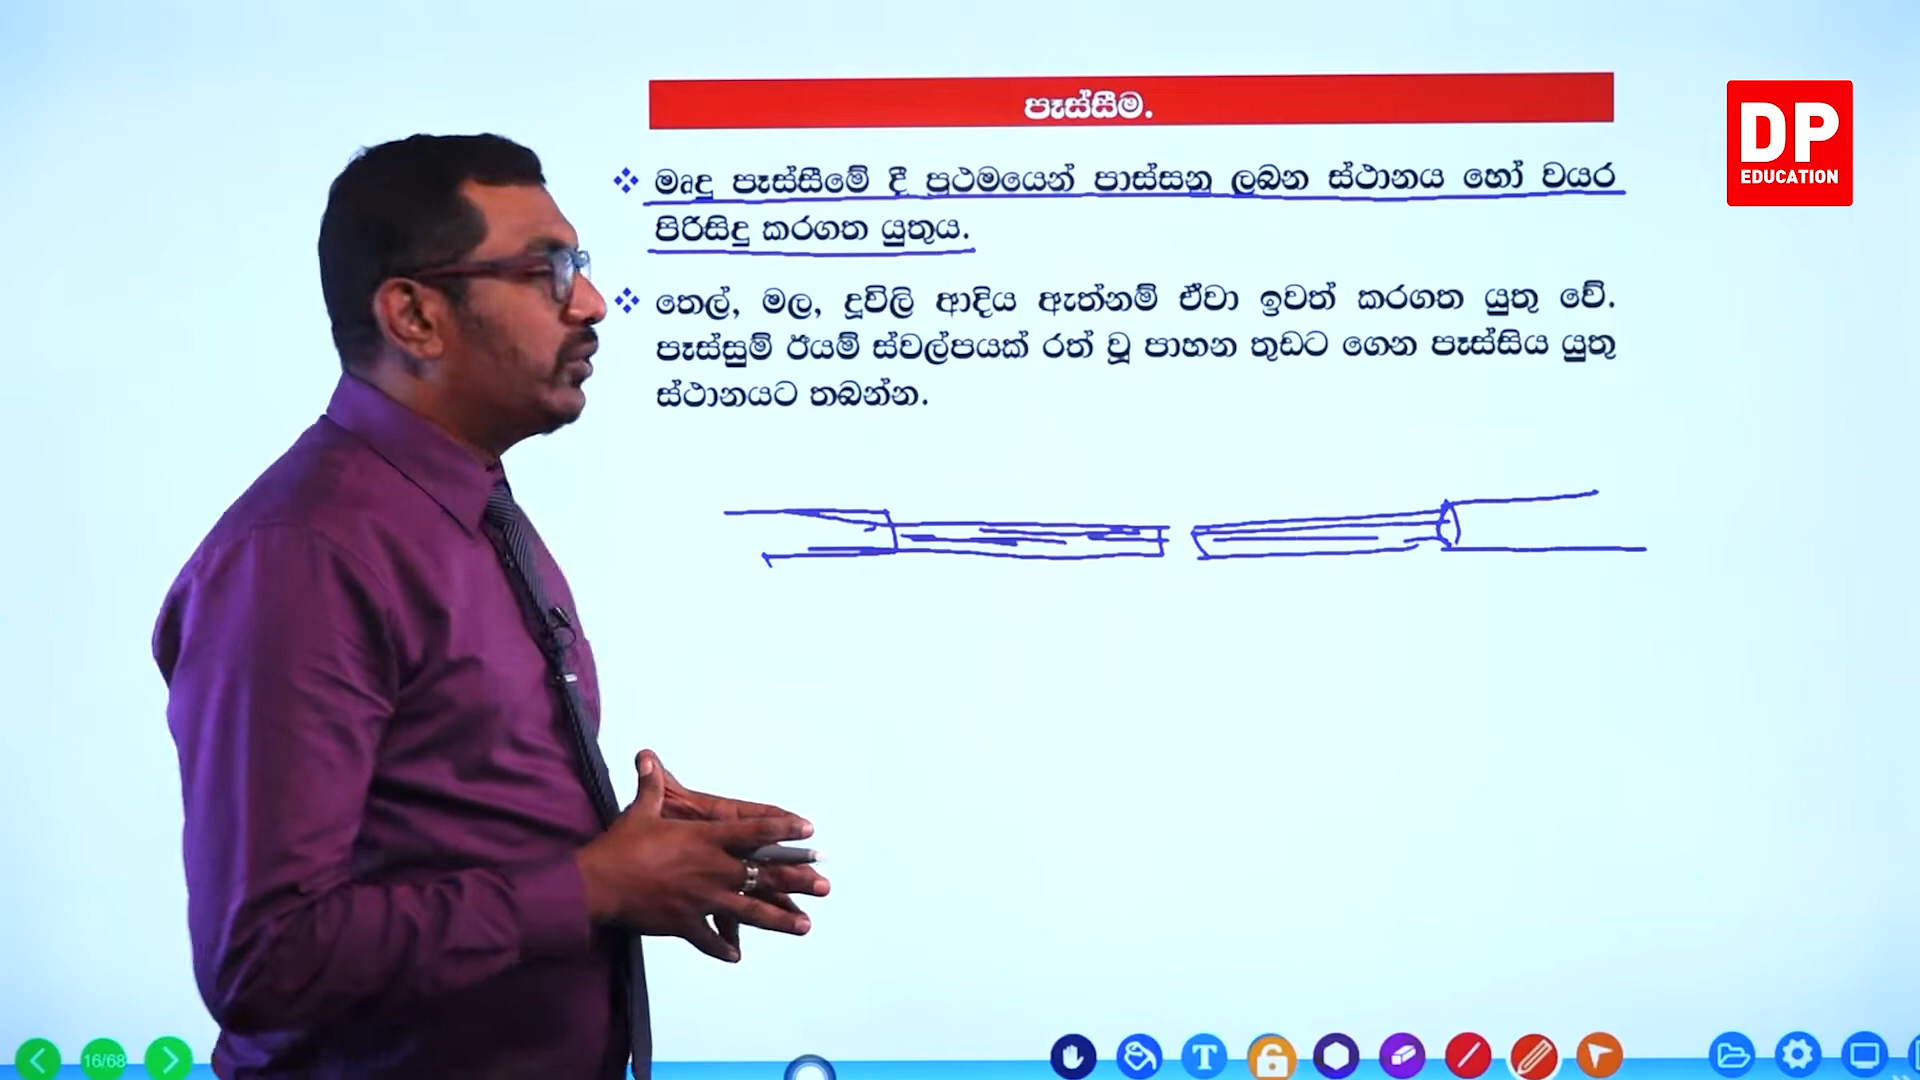 පෑස්සීම.
DP
EDUCATION
මෘදු පෑස්සීමේ දී ප්‍රථමයෙන් පාස්සනු ලබන ස්ථානය හෝ වයර
පිරිසිදු කරගත යුතුය.
තෙල්, මල, දූවිලි ආදිය ඇත්නම් ඒවා ඉවත් කරගත යුතු වේ.
පෑස්සුම් ඊයම් ස්වල්පයක් රත් වූ පාහන තුඩට ගෙන පෑස්සිය යුතු
ස්ථානයට තබන්න.
16/68
T